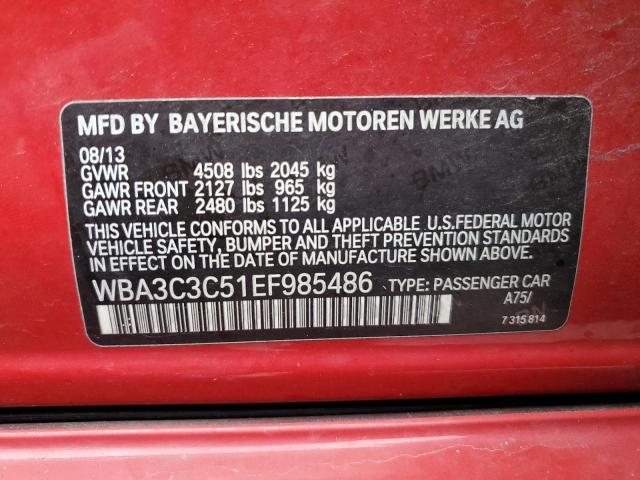 MFD BY BAYERISCHE MOTOREN WERKE AG
08/13
GVWR 4508 lbs 2045 kg
GAWR FRONT 2127 lbs 965 kg
GAWR REAR 2480 lbs 1125 kg
THIS VEHICLE CONFORMS TO ALL APPLICABLE U.S.FEDERAL MOTOR
VEHICLE SAFETY, BUMPER AND THEFT PREVENTION STANDARDS
IN EFFECT ON THE DATE OF MANUFACTURE SHOWN ABOVE.
WBA3C3C51EF985486 TYPE: PASSENGER CAR
A75/
7 315 814